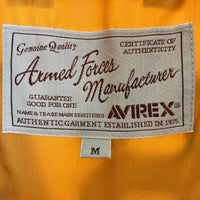 Genuine Quality
CERTIFICATE OF
AUTHENTICITY
Armed Forces
Manufacturer
GUARANTEE
GOOD FOR ONE
AVIREX®
NAME & TRADE MARK REGISTERED
AUTHENTIC GARMENT ESTABLISHED IN 1975
M